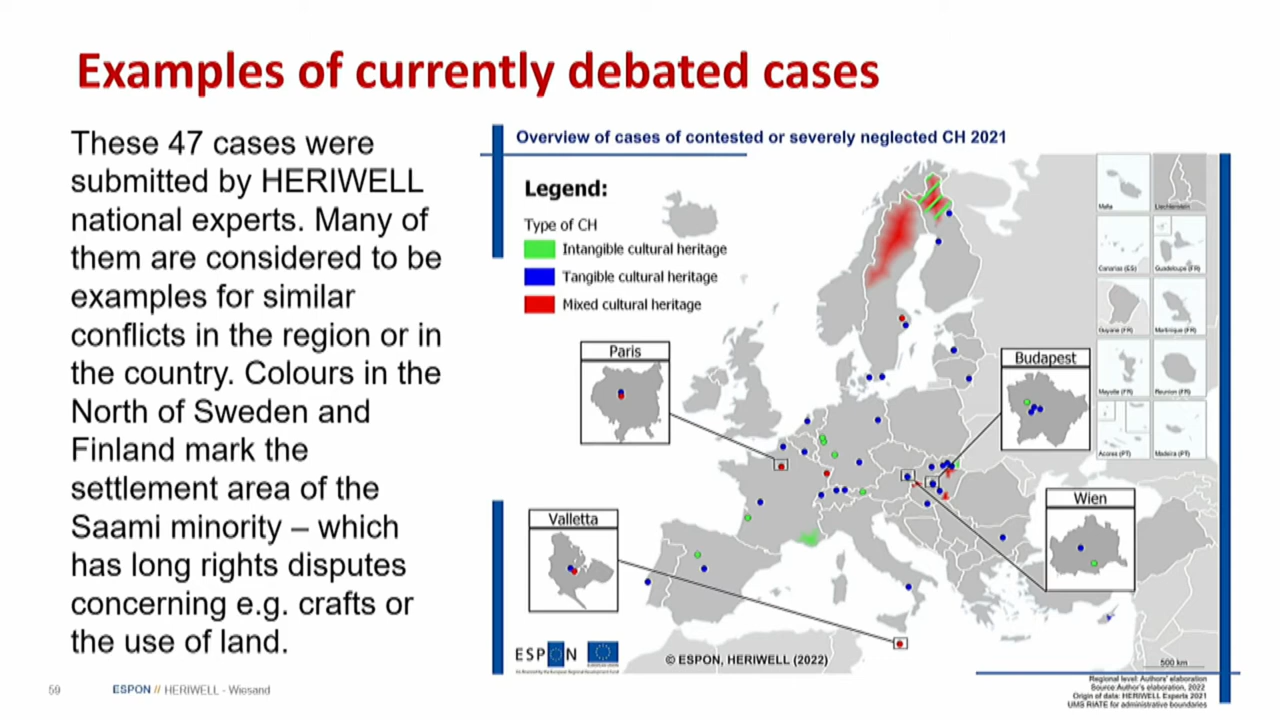 Examples of currently debated cases
These 47 cases were
submitted by HERIWELL
national experts. Many of
them are considered to be
examples for similar
conflicts in the region or in
the country. Colours in the
North of Sweden and
Finland mark the
settlement area of the
Saami minority – which
has long rights disputes
concerning e.g. crafts or
the use of land.
Overview of cases of contested or severely neglected CH 2021
Legend:
Type of CH
Intangible cultural heritage
Tangible cultural heritage
Mixed cultural heritage
Paris
Valletta
Budapest
Wien
Malta
Liechtenstein
Canarias (ES)
Guadeloupe (FR)
Guyane (FR)
Martinique (FR)
Mayotte (FR)
Reunion (FR)
Acores (PT)
Madeira (PT)
ESPON
EUROPEAN UNION
© ESPON, HERIWELL (2022)
500 km
Regional level: Authors' elaboration
Source: Author's elaboration, 2022
Origin of data: HERIWELL Experts 2021
UMS RIATE for administrative boundaries
59
ESPON // HERIWELL - Wiesand